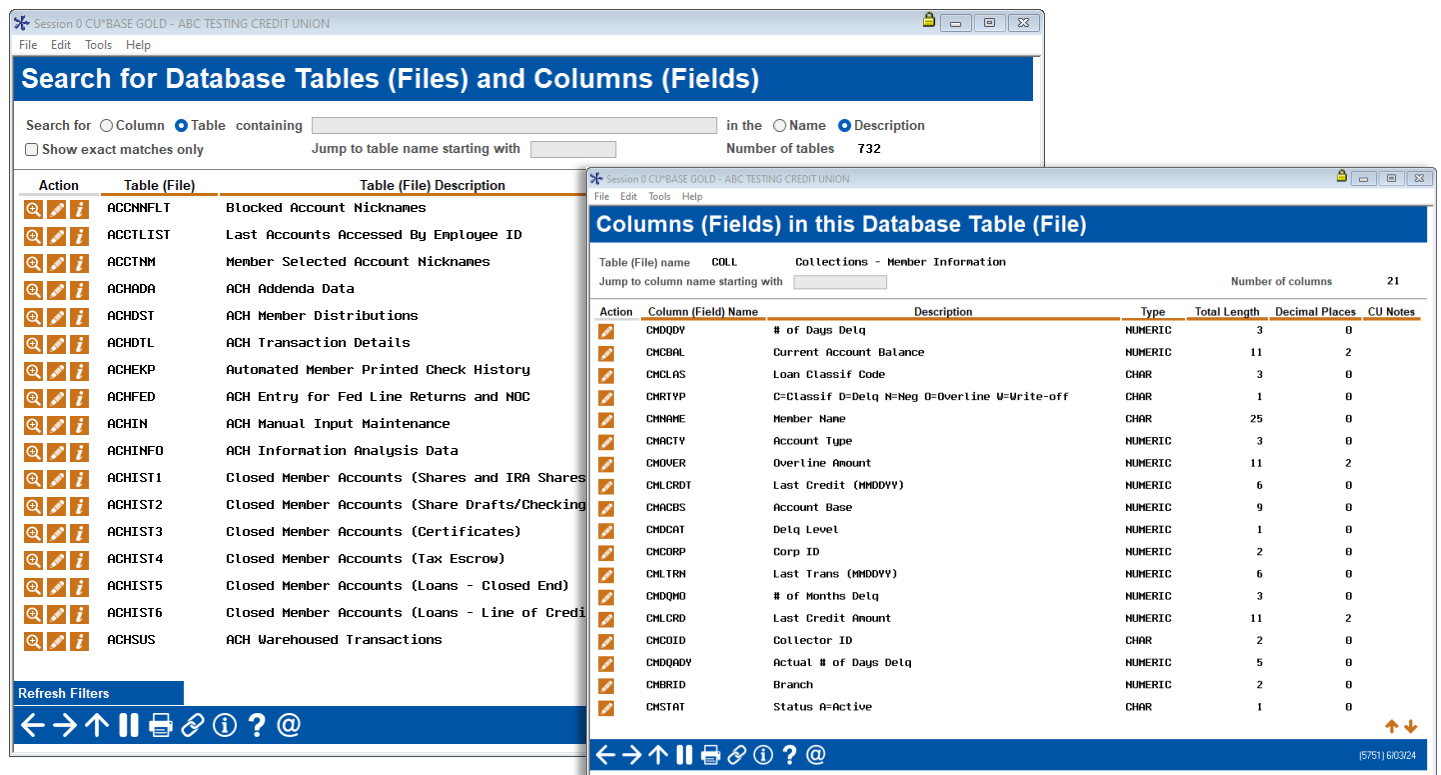 Session 0 CU*BASE GOLD - ABC TESTING CREDIT UNION
File Edit Tools Help
Search for Database Tables (Files) and Columns (Fields)
Search for Column Table containing in the Name Description
Show exact matches only Jump to table name starting with Number of tables 732
Action Table (File) Table (File) Description
ACCNNFLT Blocked Account Nicknames
ACCTLIST Last Accounts Accessed By Employee ID
ACCTNM Member Selected Account Nicknames
ACHADA ACH Addenda Data
ACHDST ACH Member Distributions
ACHDTL ACH Transaction Details
ACHEKP Automated Member Printed Check History
ACHFED ACH Entry for Fed Line Returns and NOC
ACHIN ACH Manual Input Maintenance
ACHINFO ACH Information Analysis Data
ACHIST1 Closed Member Accounts (Shares and IRA Shares
ACHIST2 Closed Member Accounts (Share Drafts/Checking
ACHIST3 Closed Member Accounts (Certificates)
ACHIST4 Closed Member Accounts (Tax Escrow)
ACHIST5 Closed Member Accounts (Loans - Closed End)
ACHIST6 Closed Member Accounts (Loans - Line of Credi
ACHSUS ACH Warehoused Transactions
Refresh Filters
Session 0 CU*BASE GOLD - ABC TESTING CREDIT UNION
File Edit Tools Help
Columns (Fields) in this Database Table (File)
Table (File) name COLL Collections - Member Information
Jump to column name starting with Number of columns 21
Action Column (Field) Name Description Type Total Length Decimal Places CU Notes
CMDQDY # of Days Delq NUMERIC 3 0
CMCBAL Current Account Balance NUMERIC 11 2
CMCLAS Loan Classif Code CHAR 3 0
CMRTYP C=Classif D=Delq N=Neg O=Overline W=Write-off CHAR 1 0
CMNAME Member Name CHAR 25 0
CMACTY Account Type NUMERIC 3 0
CMOVER Overline Amount NUMERIC 11 2
CMLCRDT Last Credit (MMDDYY) NUMERIC 6 0
CMACBS Account Base NUMERIC 9 0
CMDCAT Delq Level NUMERIC 1 0
CMCORP Corp ID NUMERIC 2 0
CMLTRN Last Trans (MMDDYY) NUMERIC 6 0
CMDQMO # of Months Delq NUMERIC 3 0
CMLCRD Last Credit Amount NUMERIC 11 2
CMCOID Collector ID CHAR 2 0
CMDQADY Actual # of Days Delq NUMERIC 5 0
CMBRID Branch NUMERIC 2 0
CMSTAT Status A=Active CHAR 1 0
(5751) 6/03/24